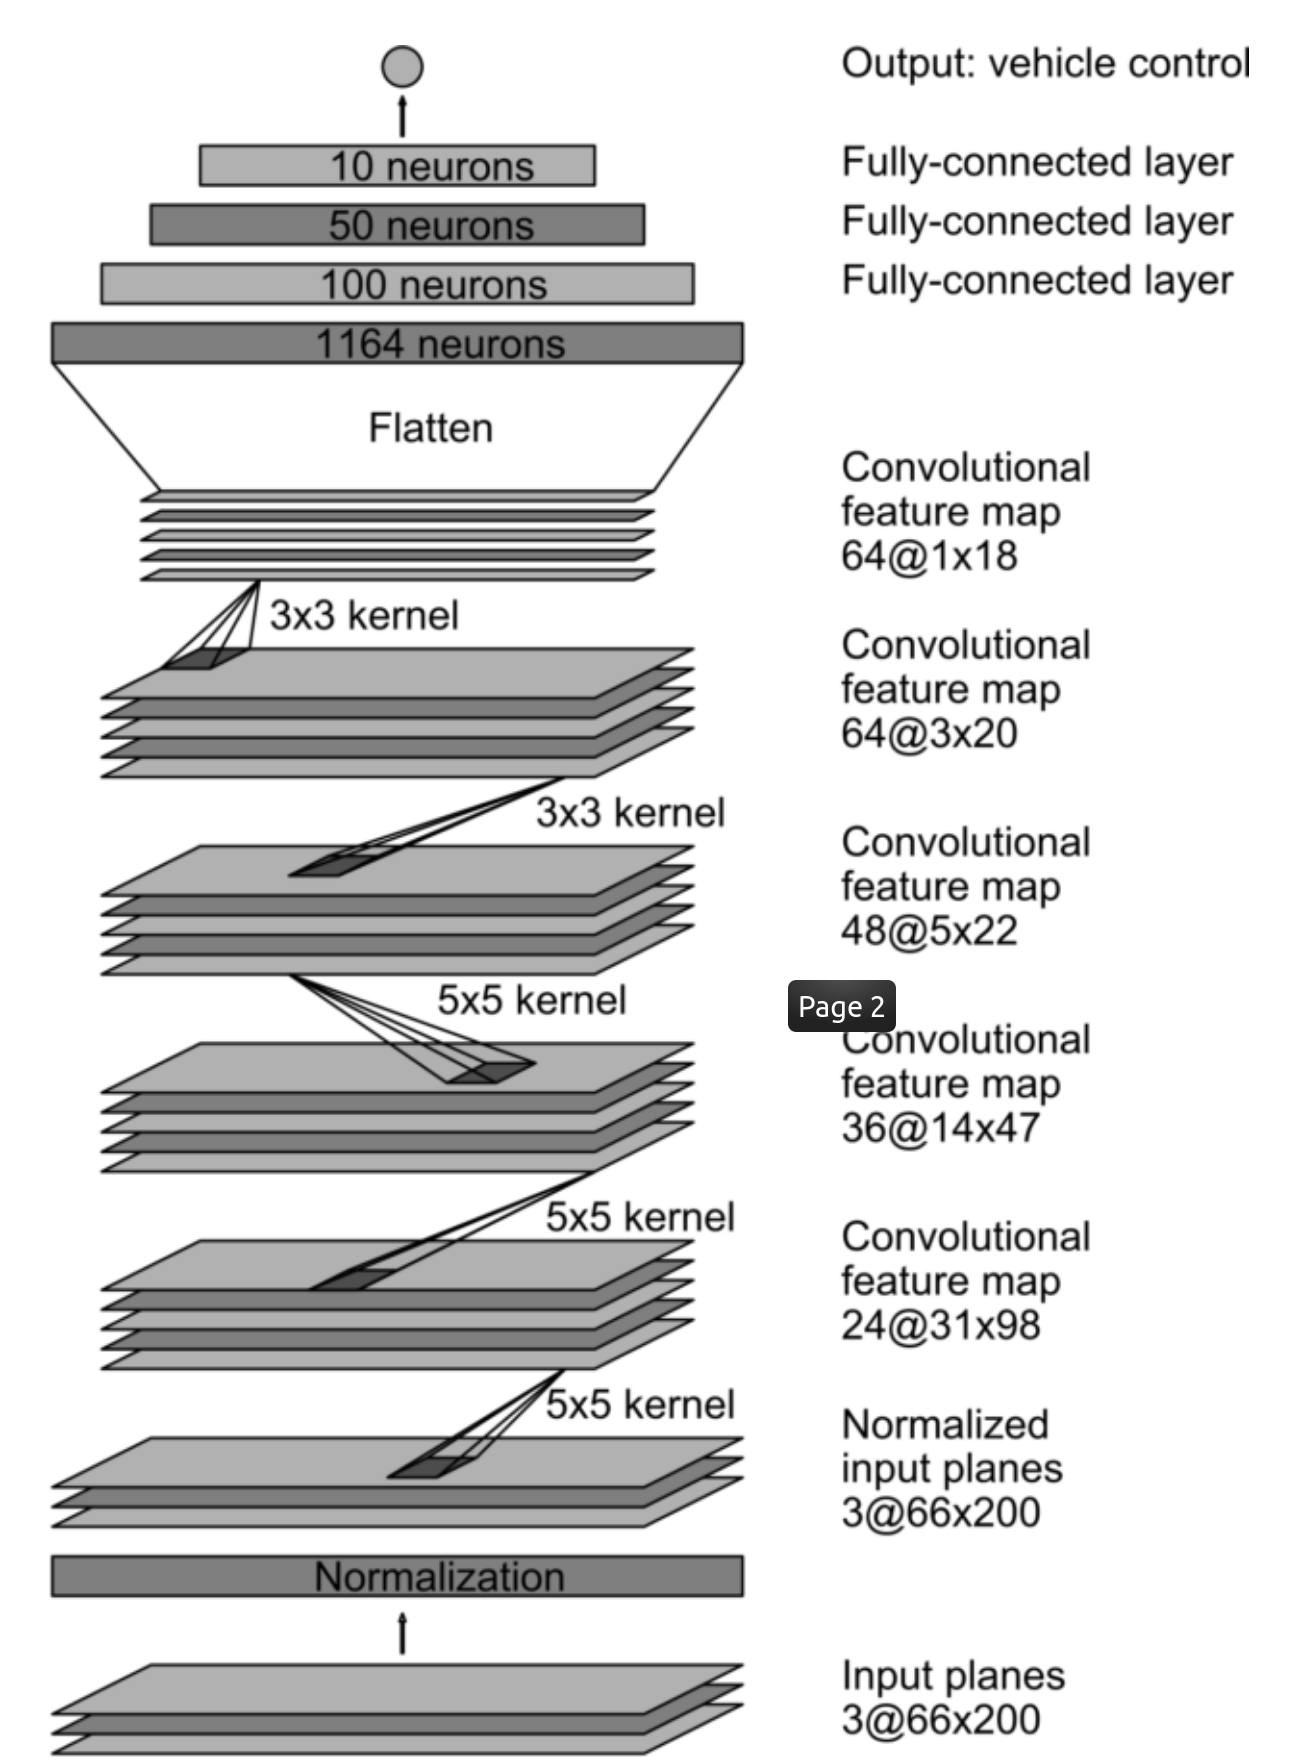 Output: vehicle control
10 neurons
Fully-connected layer
50 neurons
Fully-connected layer
100 neurons
Fully-connected layer
1164 neurons
Flatten
Convolutional
feature map
64@1x18
3x3 kernel
Convolutional
feature map
64@3x20
3x3 kernel
Convolutional
feature map
48@5x22
5x5 kernel
Page 2
Convolutional
feature map
36@14x47
5x5 kernel
Convolutional
feature map
24@31x98
5x5 kernel
Normalized
input planes
3@66x200
Normalization
Input planes
3@66x200